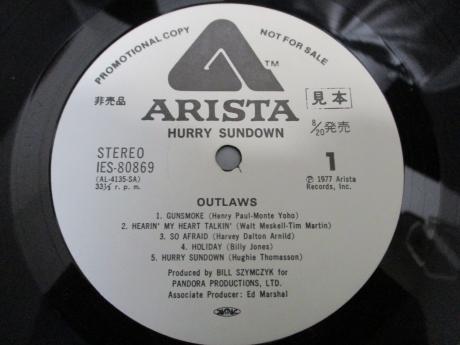 PROMOTIONAL COPY
NOT FOR SALE
TM
非売品
ARISTA
見本
HURRY SUNDOWN
8/20発売
STEREO
IES-80869
(AL-4135-SA)
33⅓ r. p. m.
1
Ⓟ 1977 Arista
Records, Inc.
OUTLAWS
1. GUNSMOKE (Henry Paul-Monte Yoho)
2. HEARIN' MY HEART TALKIN' (Walt Meskell-Tim Martin)
3. SO AFRAID (Harvey Dalton Arnild)
4. HOLIDAY (Billy Jones)
5. HURRY SUNDOWN (Hughie Thomasson)
Produced by BILL SZYMCZYK for
PANDORA PRODUCTIONS, LTD.
Associate Producer: Ed Marshal